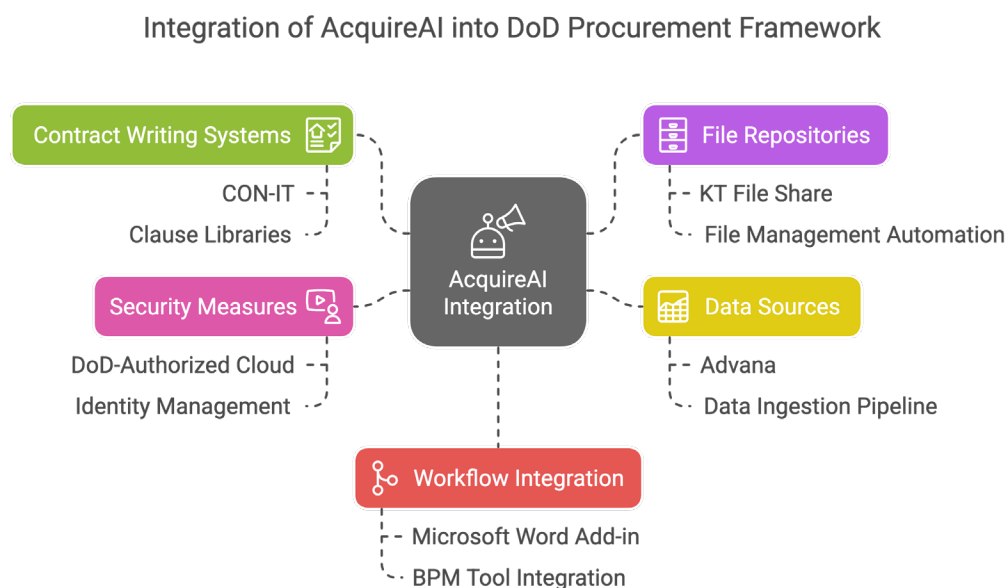 Integration of AcquireAI into DoD Procurement Framework
Contract Writing Systems
CON-IT
Clause Libraries
Security Measures
DoD-Authorized Cloud
Identity Management
AcquireAI
Integration
File Repositories
KT File Share
File Management Automation
Data Sources
Advana
Data Ingestion Pipeline
Workflow Integration
Microsoft Word Add-in
BPM Tool Integration